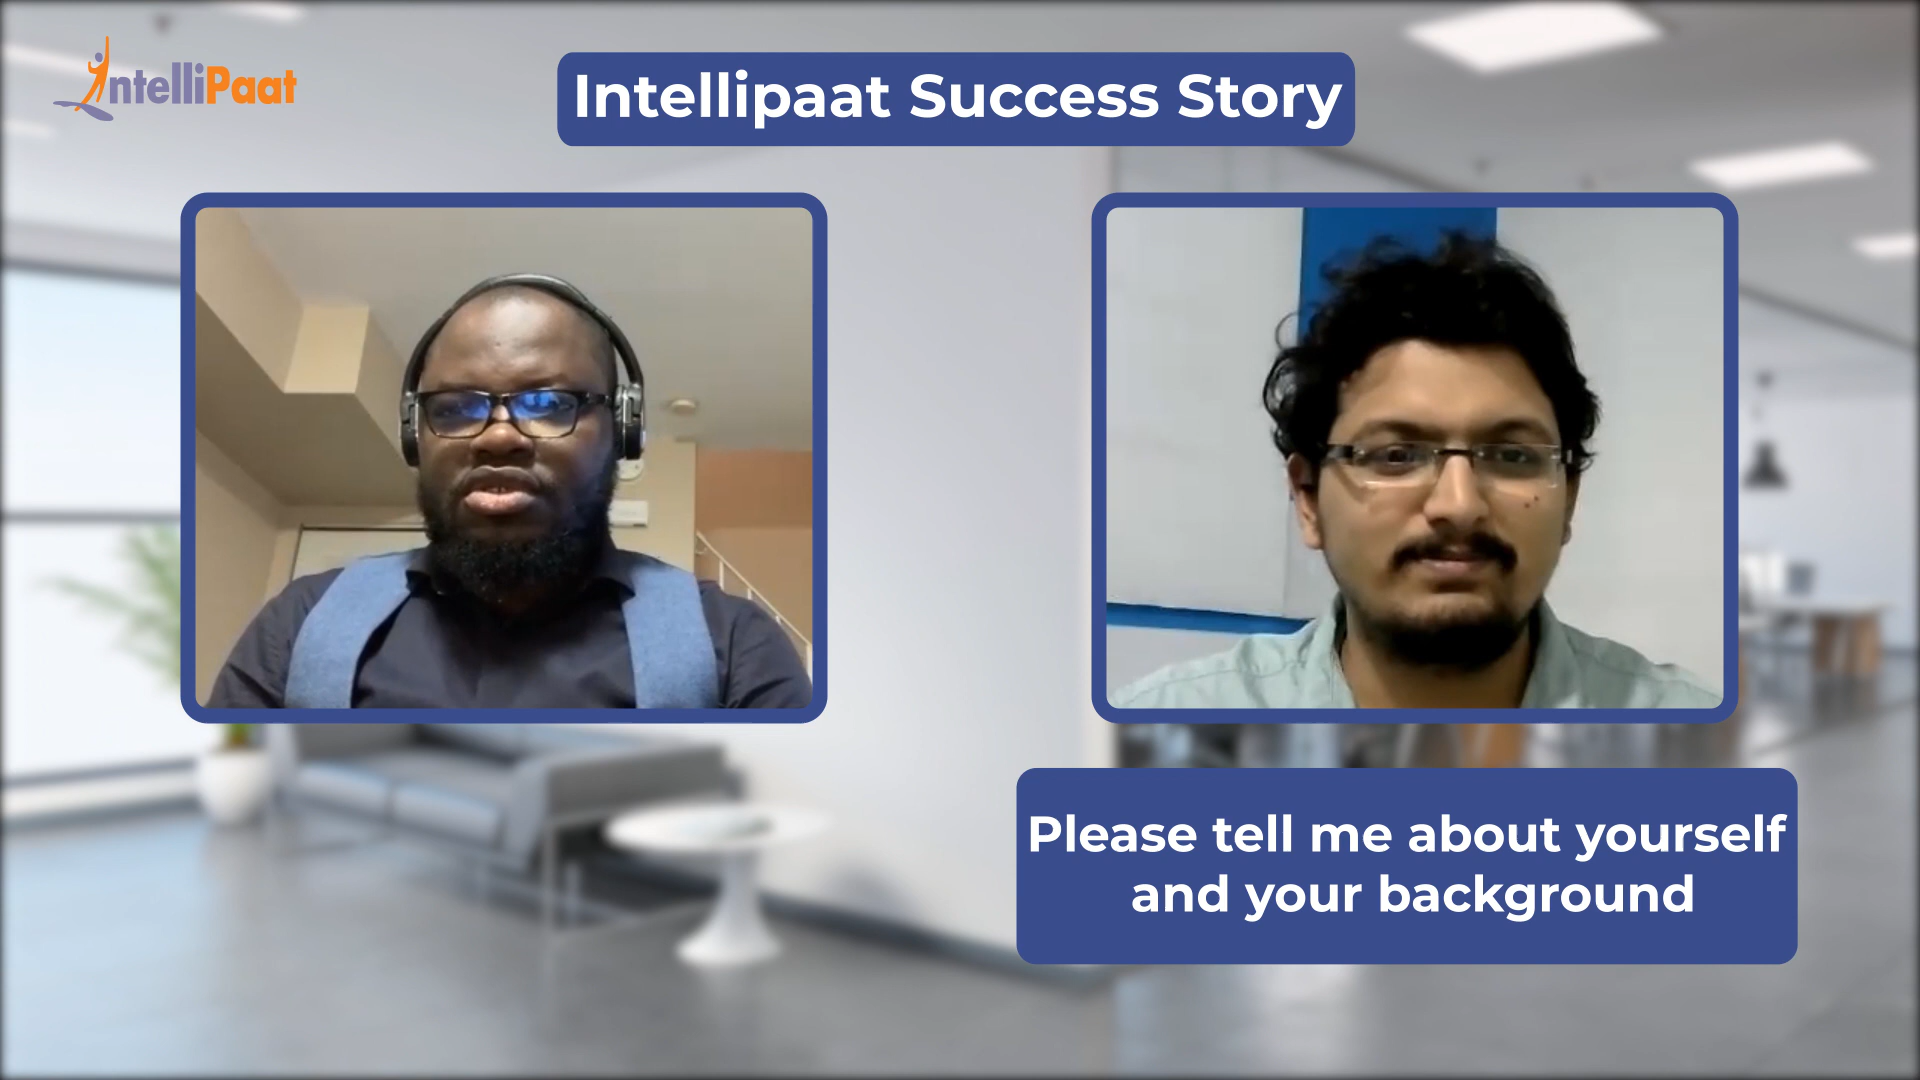 IntelliPaat
Intellipaat Success Story
Please tell me about yourself
and your background